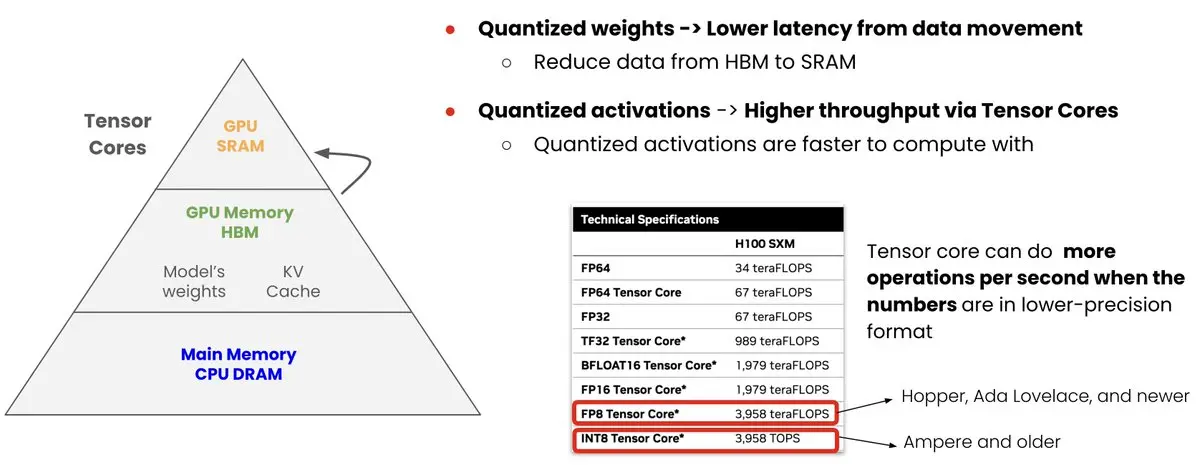 ● Quantized weights -> Lower latency from data movement
○ Reduce data from HBM to SRAM
● Quantized activations -> Higher throughput via Tensor Cores
○ Quantized activations are faster to compute with
Tensor
Cores
GPU
SRAM
GPU Memory
HBM
Model's
weights
KV
Cache
Main Memory
CPU DRAM
Technical Specifications
H100 SXM
FP64 34 teraFLOPS
FP64 Tensor Core 67 teraFLOPS
FP32 67 teraFLOPS
TF32 Tensor Core* 989 teraFLOPS
BFLOAT16 Tensor Core* 1,979 teraFLOPS
FP16 Tensor Core* 1,979 teraFLOPS
FP8 Tensor Core* 3,958 teraFLOPS
INT8 Tensor Core* 3,958 TOPS
Tensor core can do more
operations per second when the
numbers are in lower-precision
format
Hopper, Ada Lovelace, and newer
Ampere and older